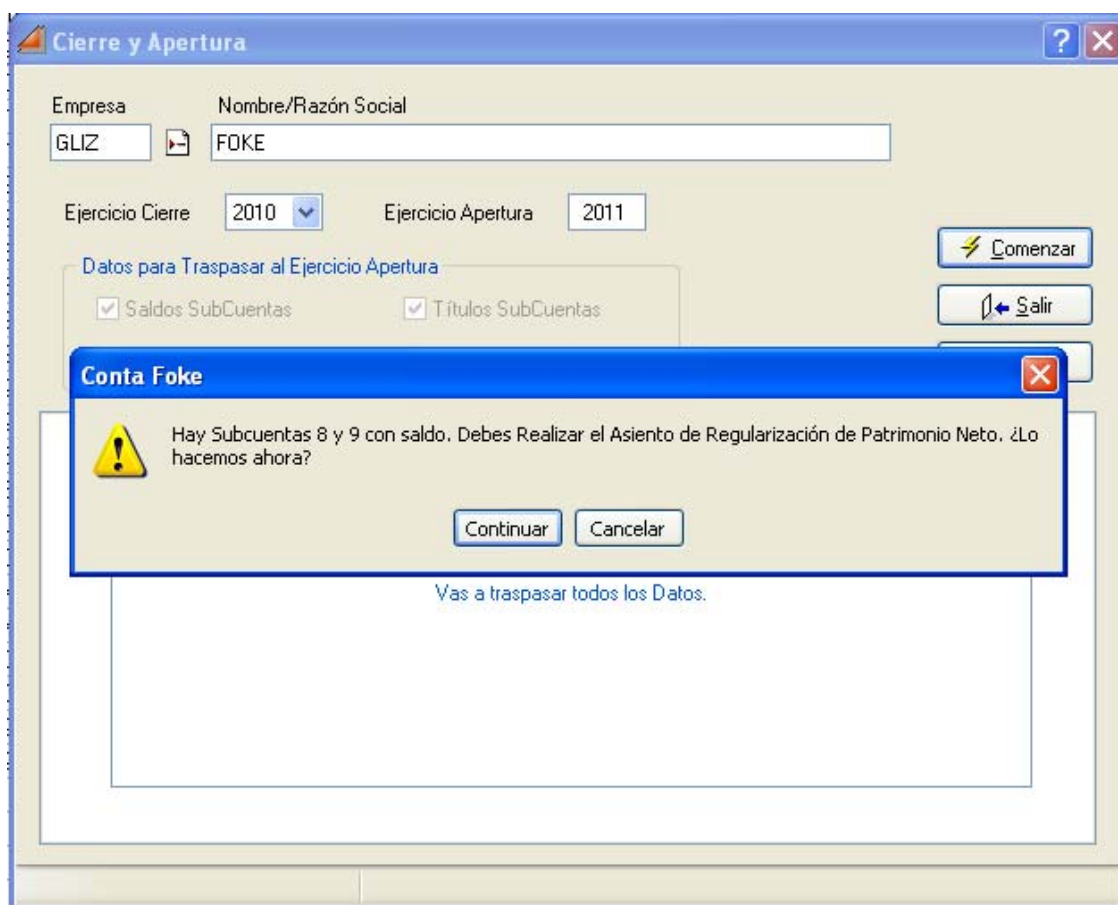 Cierre y Apertura
Empresa Nombre/Razón Social
GLIZ FOKE
Ejercicio Cierre 2010 Ejercicio Apertura 2011
Comenzar
Datos para Traspasar al Ejercicio Apertura
Saldos SubCuentas Títulos SubCuentas
Salir
Conta Foke
Hay Subcuentas 8 y 9 con saldo. Debes Realizar el Asiento de Regularización de Patrimonio Neto. ¿Lo
hacemos ahora?
Continuar Cancelar
Vas a traspasar todos los Datos.